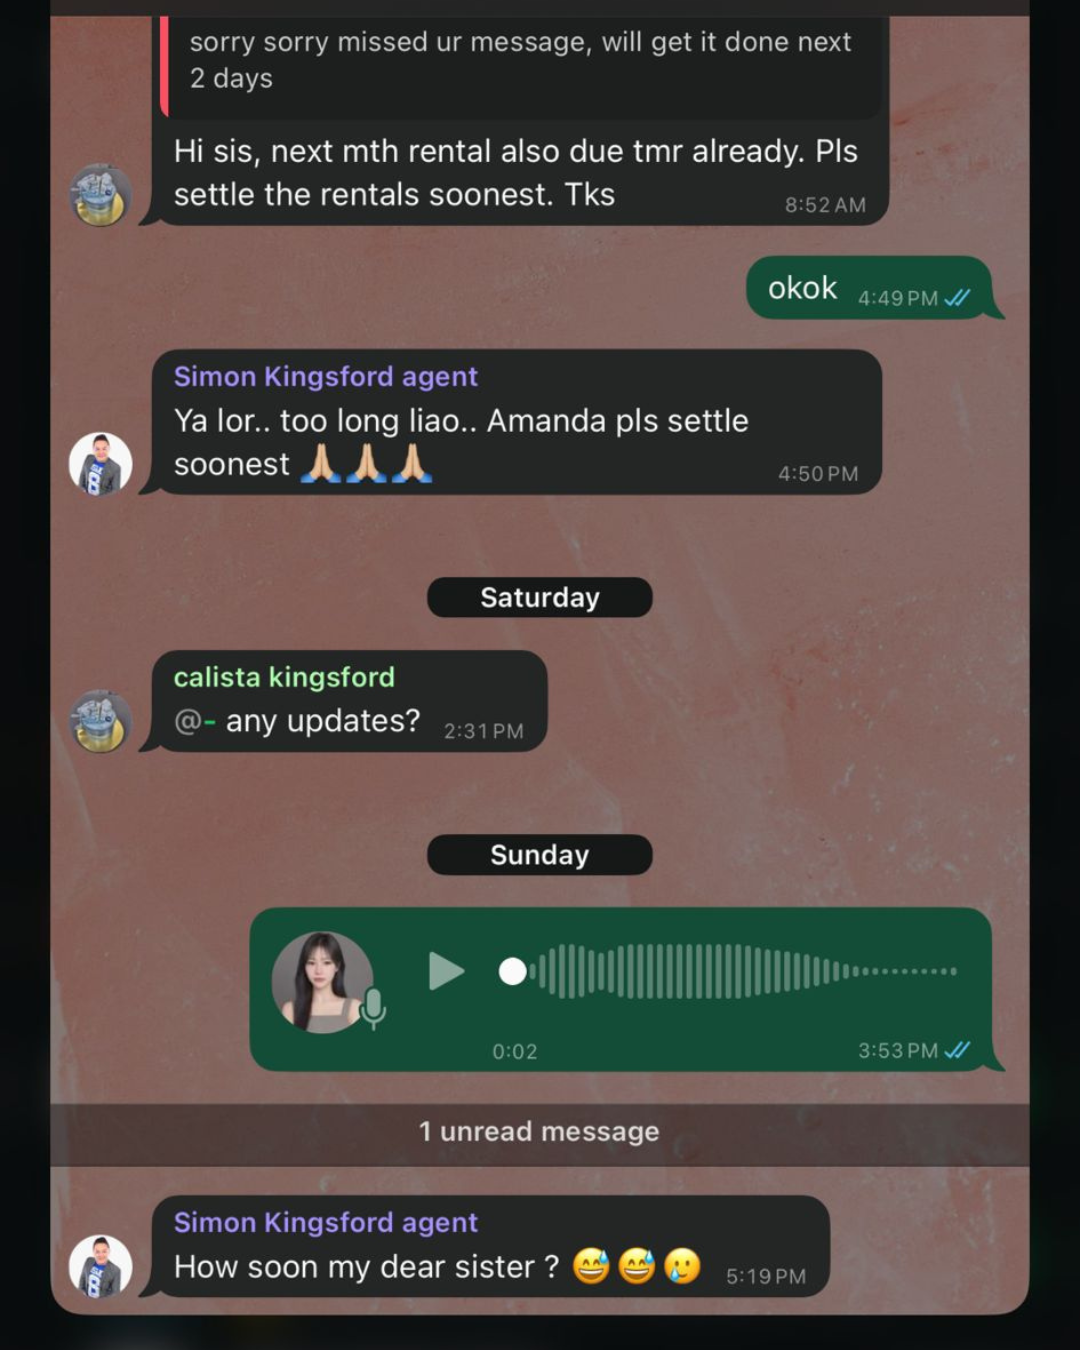 sorry sorry missed ur message, will get it done next
2 days
Hi sis, next mth rental also due tmr already. Pls
settle the rentals soonest. Tks
8:52 AM
okok 4:49 PM
Simon Kingsford agent
Ya lor.. too long liao.. Amanda pls settle
soonest 🙏🏼🙏🏼🙏🏼
4:50 PM
Saturday
calista kingsford
@- any updates? 2:31 PM
Sunday
0:02 3:53 PM
1 unread message
Simon Kingsford agent
How soon my dear sister ? 😅😅🥲 5:19 PM